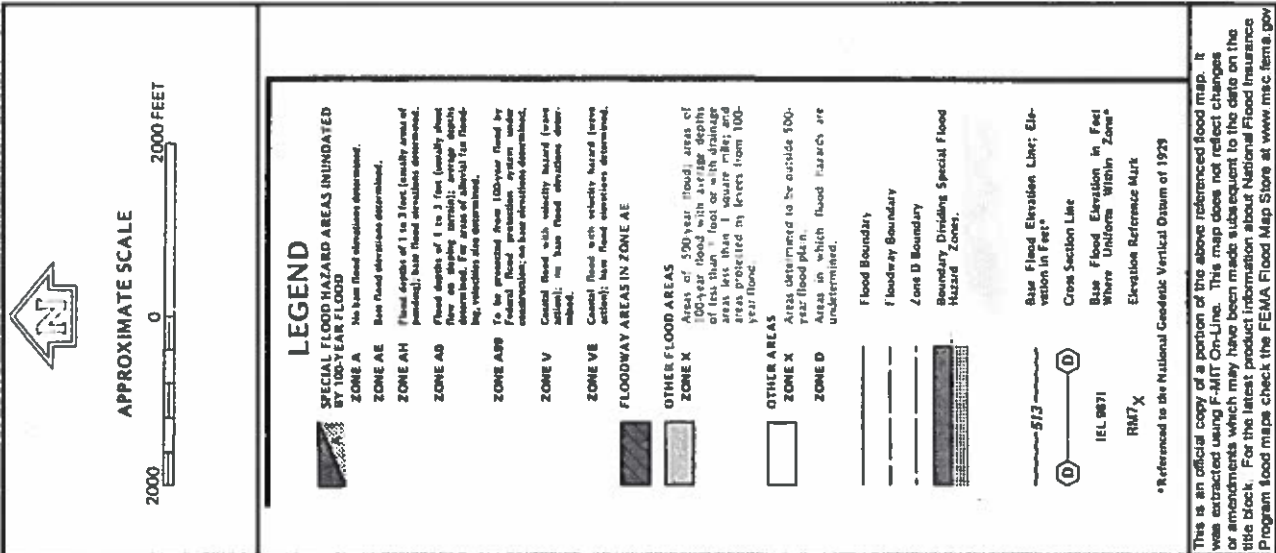 N
APPROXIMATE SCALE
2000 0 2000 FEET
LEGEND
SPECIAL FLOOD HAZARD AREAS INUNDATED
BY 100-YEAR FLOOD
ZONE A No base flood elevations determined.
ZONE AE Base flood elevations determined.
ZONE AH Flood depths of 1 to 3 feet (usually areas of
ponding); base flood elevations determined.
ZONE AO Flood depths of 1 to 3 feet (usually sheet
flow on sloping terrain); average depths
determined. For areas of alluvial fan flood-
ing, velocities also determined.
ZONE A99 To be protected from 100-year flood by
Federal flood protection system under
construction; no base elevations determined.
ZONE V Coastal flood with velocity hazard (wave
action); no base flood elevations deter-
mined.
ZONE VE Coastal flood with velocity hazard (wave
action); base flood elevations determined.
FLOODWAY AREAS IN ZONE AE
OTHER FLOOD AREAS
ZONE X Areas of 500-year flood; areas of
100-year flood with average depths
of less than 1 foot or with drainage
areas less than 1 square mile; and
areas protected by levees from 100-
year flood.
OTHER AREAS
ZONE X Areas determined to be outside 500-
year flood plain.
ZONE D Areas in which flood hazards are
undetermined.
Flood Boundary
Floodway Boundary
Zone D Boundary
Boundary Dividing Special Flood
Hazard Zones.
513 Base Flood Elevation Line; Ele-
vation in Feet*
D D Cross Section Line
(EL 987) Base Flood Elevation in Feet
Where Uniform Within Zone*
RM7X Elevation Reference Mark
*Referenced to the National Geodetic Vertical Datum of 1929
This is an official copy of a portion of the above referenced flood map. It
was extracted using F-MIT On-Line. This map does not reflect changes
or amendments which may have been made subsequent to the date on the
title block. For the latest product information about National Flood Insurance
Program flood maps check the FEMA Flood Map Store at www.msc.fema.gov